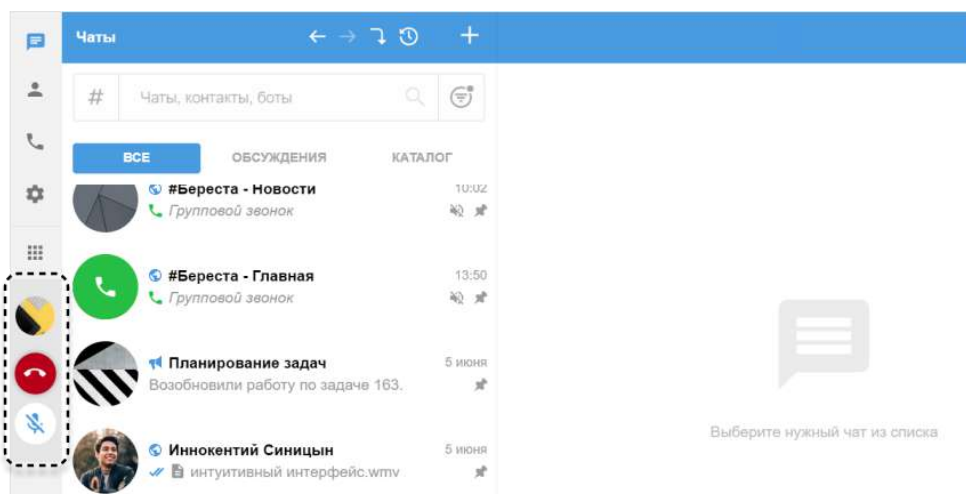 Чаты
#
Чаты, контакты, боты
ВСЕ
ОБСУЖДЕНИЯ
КАТАЛОГ
#Береста - Новости
10:02
Групповой звонок
#Береста - Главная
13:50
Групповой звонок
Планирование задач
5 июня
Возобновили работу по задаче 163.
Иннокентий Синицын
5 июня
интуитивный интерфейс.wmv
Выберите нужный чат из списка